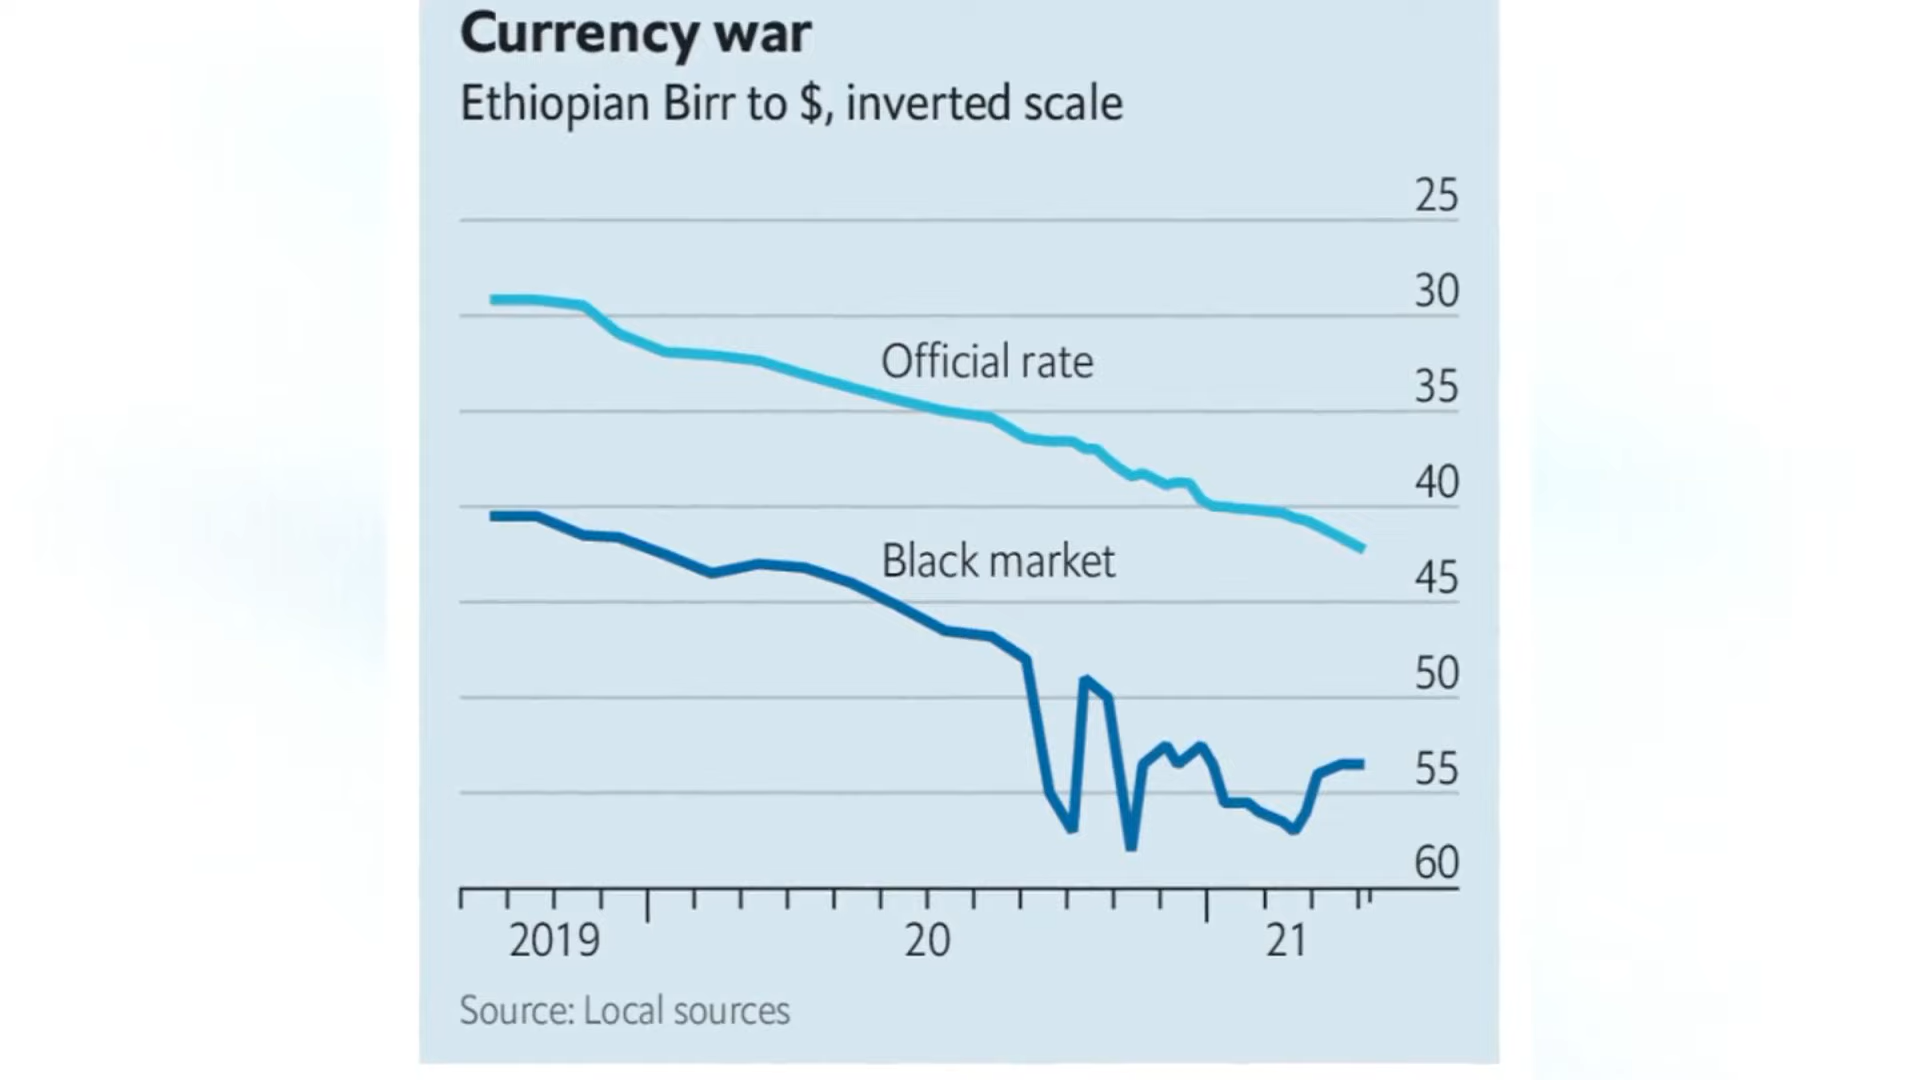 Currency war
Ethiopian Birr to $, inverted scale
25
30
Official rate
35
40
Black market
45
50
55
60
2019 20 21
Source: Local sources